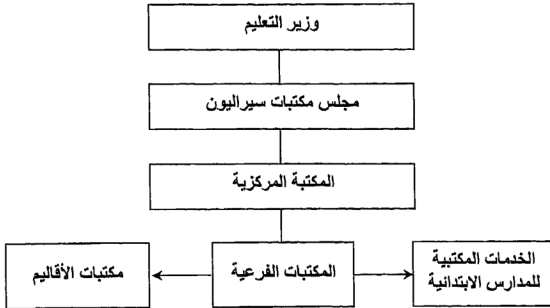 وزير التعليم
مجلس مكتبات سيراليون
المكتبة المركزية
الخدمات المكتبية
للمدارس الابتدائية
المكتبات الفرعية
مكتبات الأقاليم